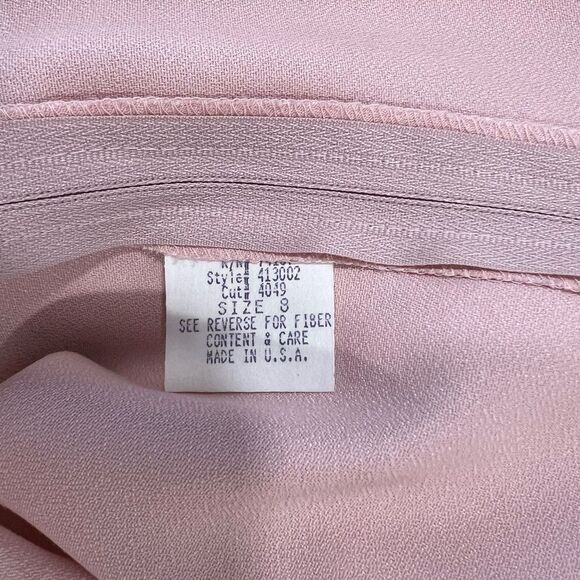 Style# 413002
Cut# 4049
SIZE 8
SEE REVERSE FOR FIBER
CONTENT & CARE
MADE IN U.S.A.